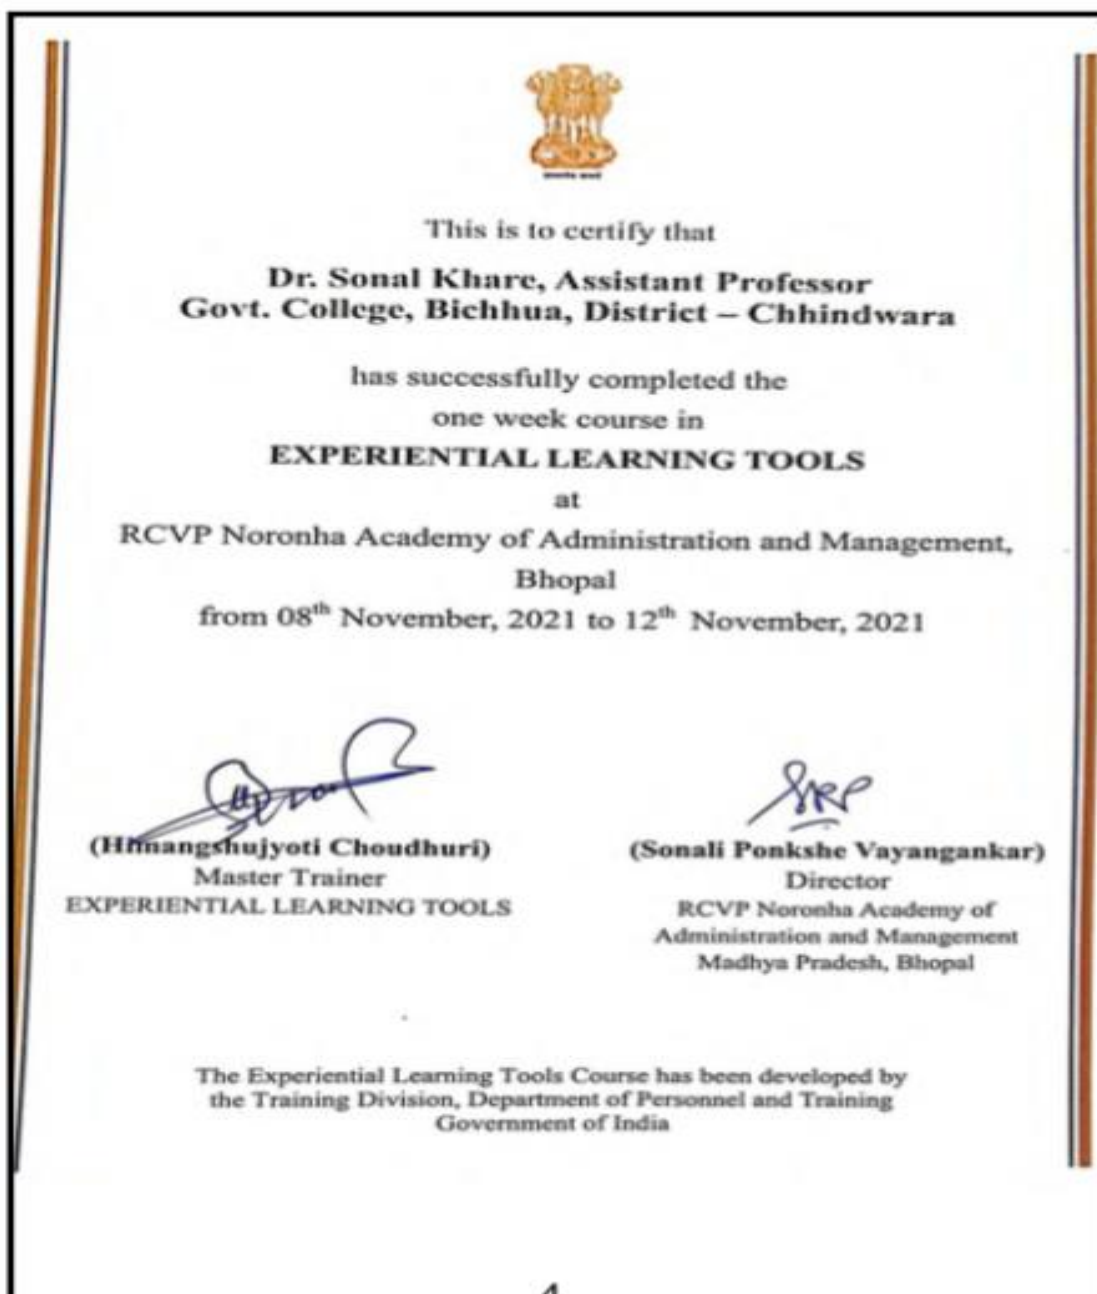 This is to certify that
Dr. Sonal Khare, Assistant Professor
Govt. College, Bichhua, District – Chhindwara
has successfully completed the
one week course in
EXPERIENTIAL LEARNING TOOLS
at
RCVP Noronha Academy of Administration and Management,
Bhopal
from 08th November, 2021 to 12th November, 2021
(Himangshujyoti Choudhuri)
Master Trainer
EXPERIENTIAL LEARNING TOOLS
(Sonali Ponkshe Vayangankar)
Director
RCVP Noronha Academy of
Administration and Management
Madhya Pradesh, Bhopal
The Experiential Learning Tools Course has been developed by
the Training Division, Department of Personnel and Training
Government of India